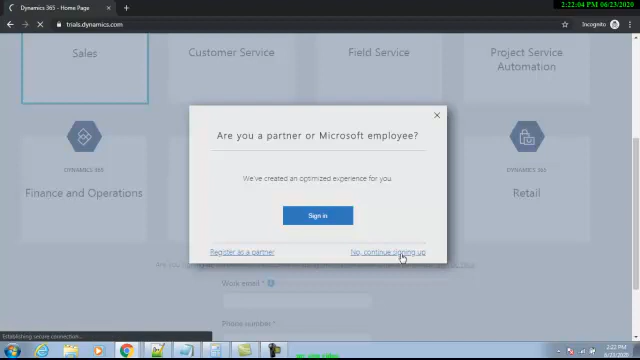 2:22:04 PM 06/23/2020
Dynamics 365 - Home Page
trials.dynamics.com
Incognito
Sales
Customer Service
Field Service
Project Service
Automation
Are you a partner or Microsoft employee?
We've created an optimized experience for you.
Sign in
Register as a partner
No, continue signing up
DYNAMICS 365
Finance and Operations
DYNAMICS 365
Retail
Work email *
Phone number *
Establishing secure connection...
2:22 PM
6/23/2020